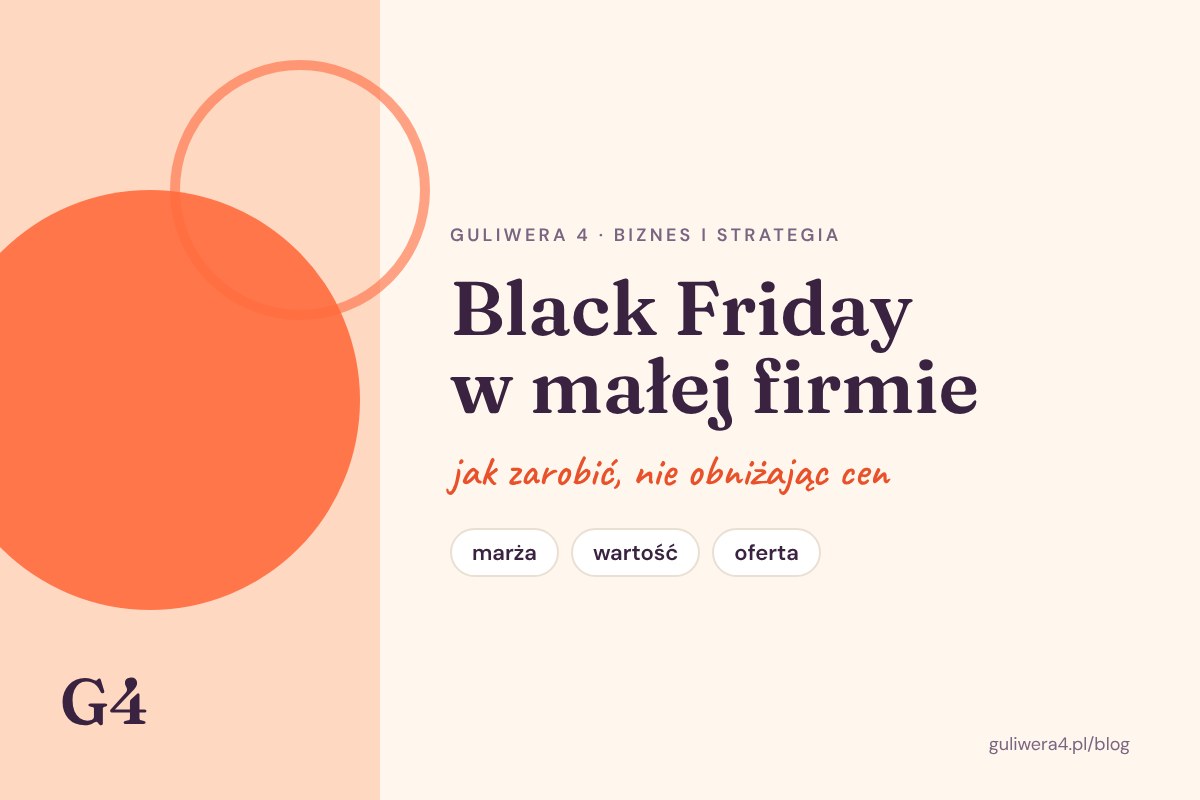 GULIWERA 4 · BIZNES I STRATEGIA
Black Friday
w małej firmie
jak zarobić, nie obniżając cen
marża wartość oferta
G4
guliwera4.pl/blog